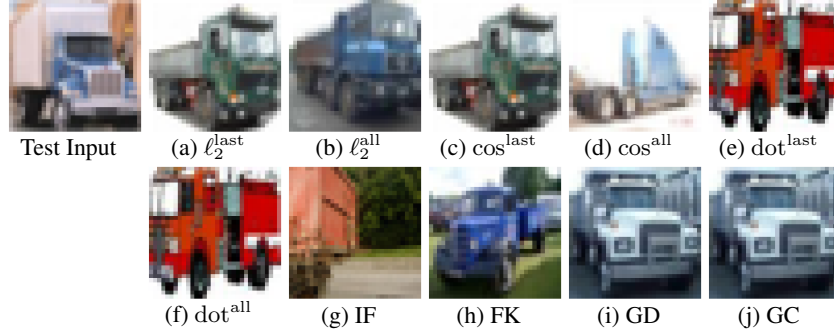 Test Input
(a) ℓ₂^last
(b) ℓ₂^all
(c) cos^last
(d) cos^all
(e) dot^last
(f) dot^all
(g) IF
(h) FK
(i) GD
(j) GC